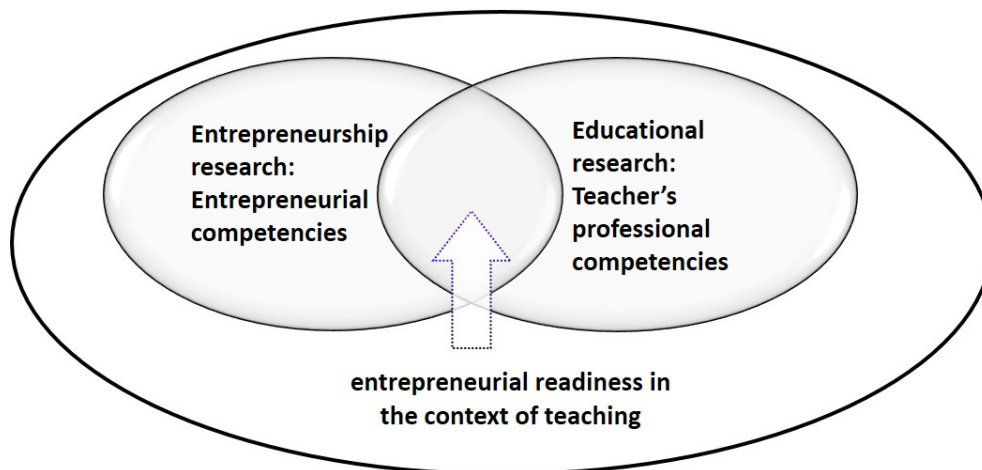 Entrepreneurship
research:
Entrepreneurial
competencies
Educational
research:
Teacher’s
professional
competencies
entrepreneurial readiness in
the context of teaching